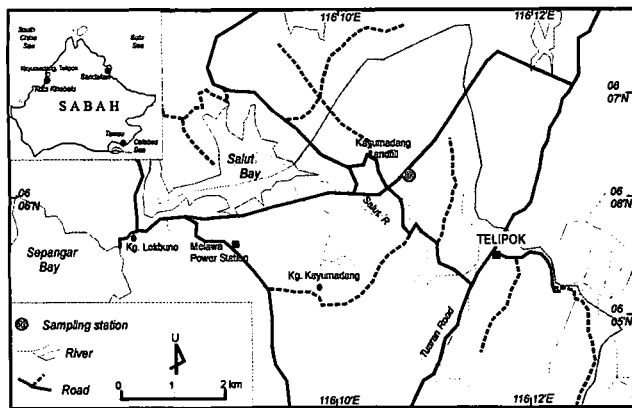 116 10'E
116 12'E
South
China
Sea
Sulu
Sea
Kayumadang, Telipok
Sandakan
Kota Kinabalu
SABAH
Tawau
Celebes
Sea
06
07'N
Kayumadang
Landfill
Salut
Bay
06
06'N
06
06'N
Salut R
Sepangar
Bay
Kg. Lokbuno
Melawa
Power Station
TELIPOK
Kg. Kayumadang
Tuaran Road
06
05'N
Sampling station
River
Road
0 1 2 km
116 10'E
116 12'E